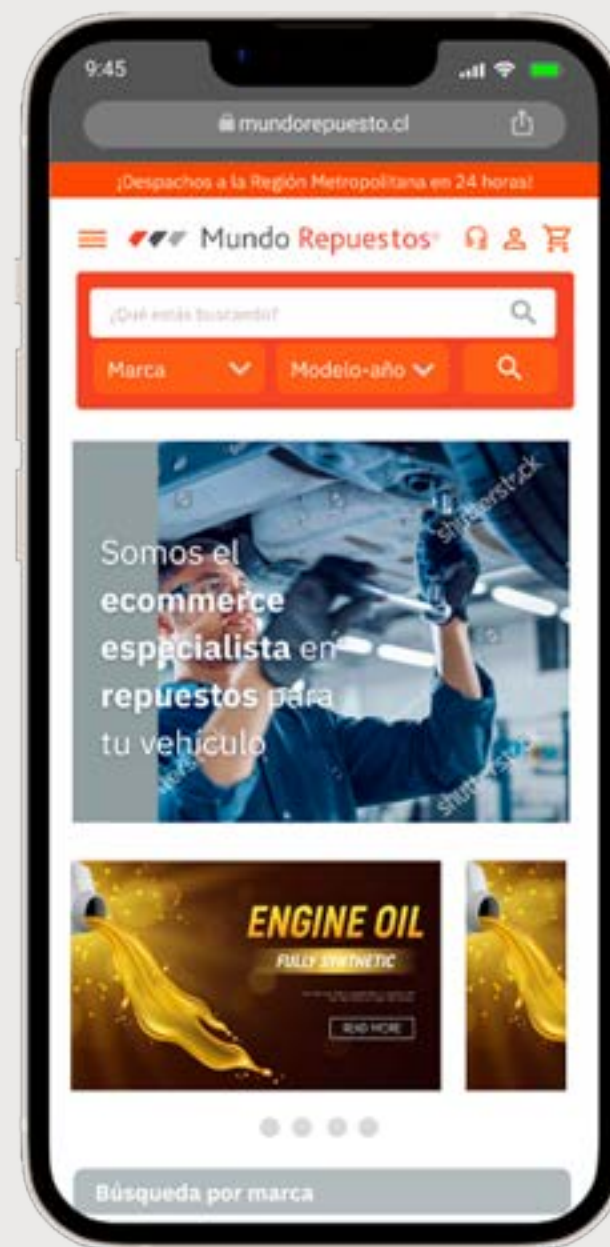 9:45
mundorepuesto.cl
¡Despachos a la Región Metropolitana en 24 horas!
Mundo Repuestos®
¿Qué estás buscando?
Marca
Modelo-año
Somos el
ecommerce
especialista en
repuestos para
tu vehículo
shutterstock
shutterstock
ENGINE OIL
FULLY SYNTHETIC
READ MORE
Búsqueda por marca